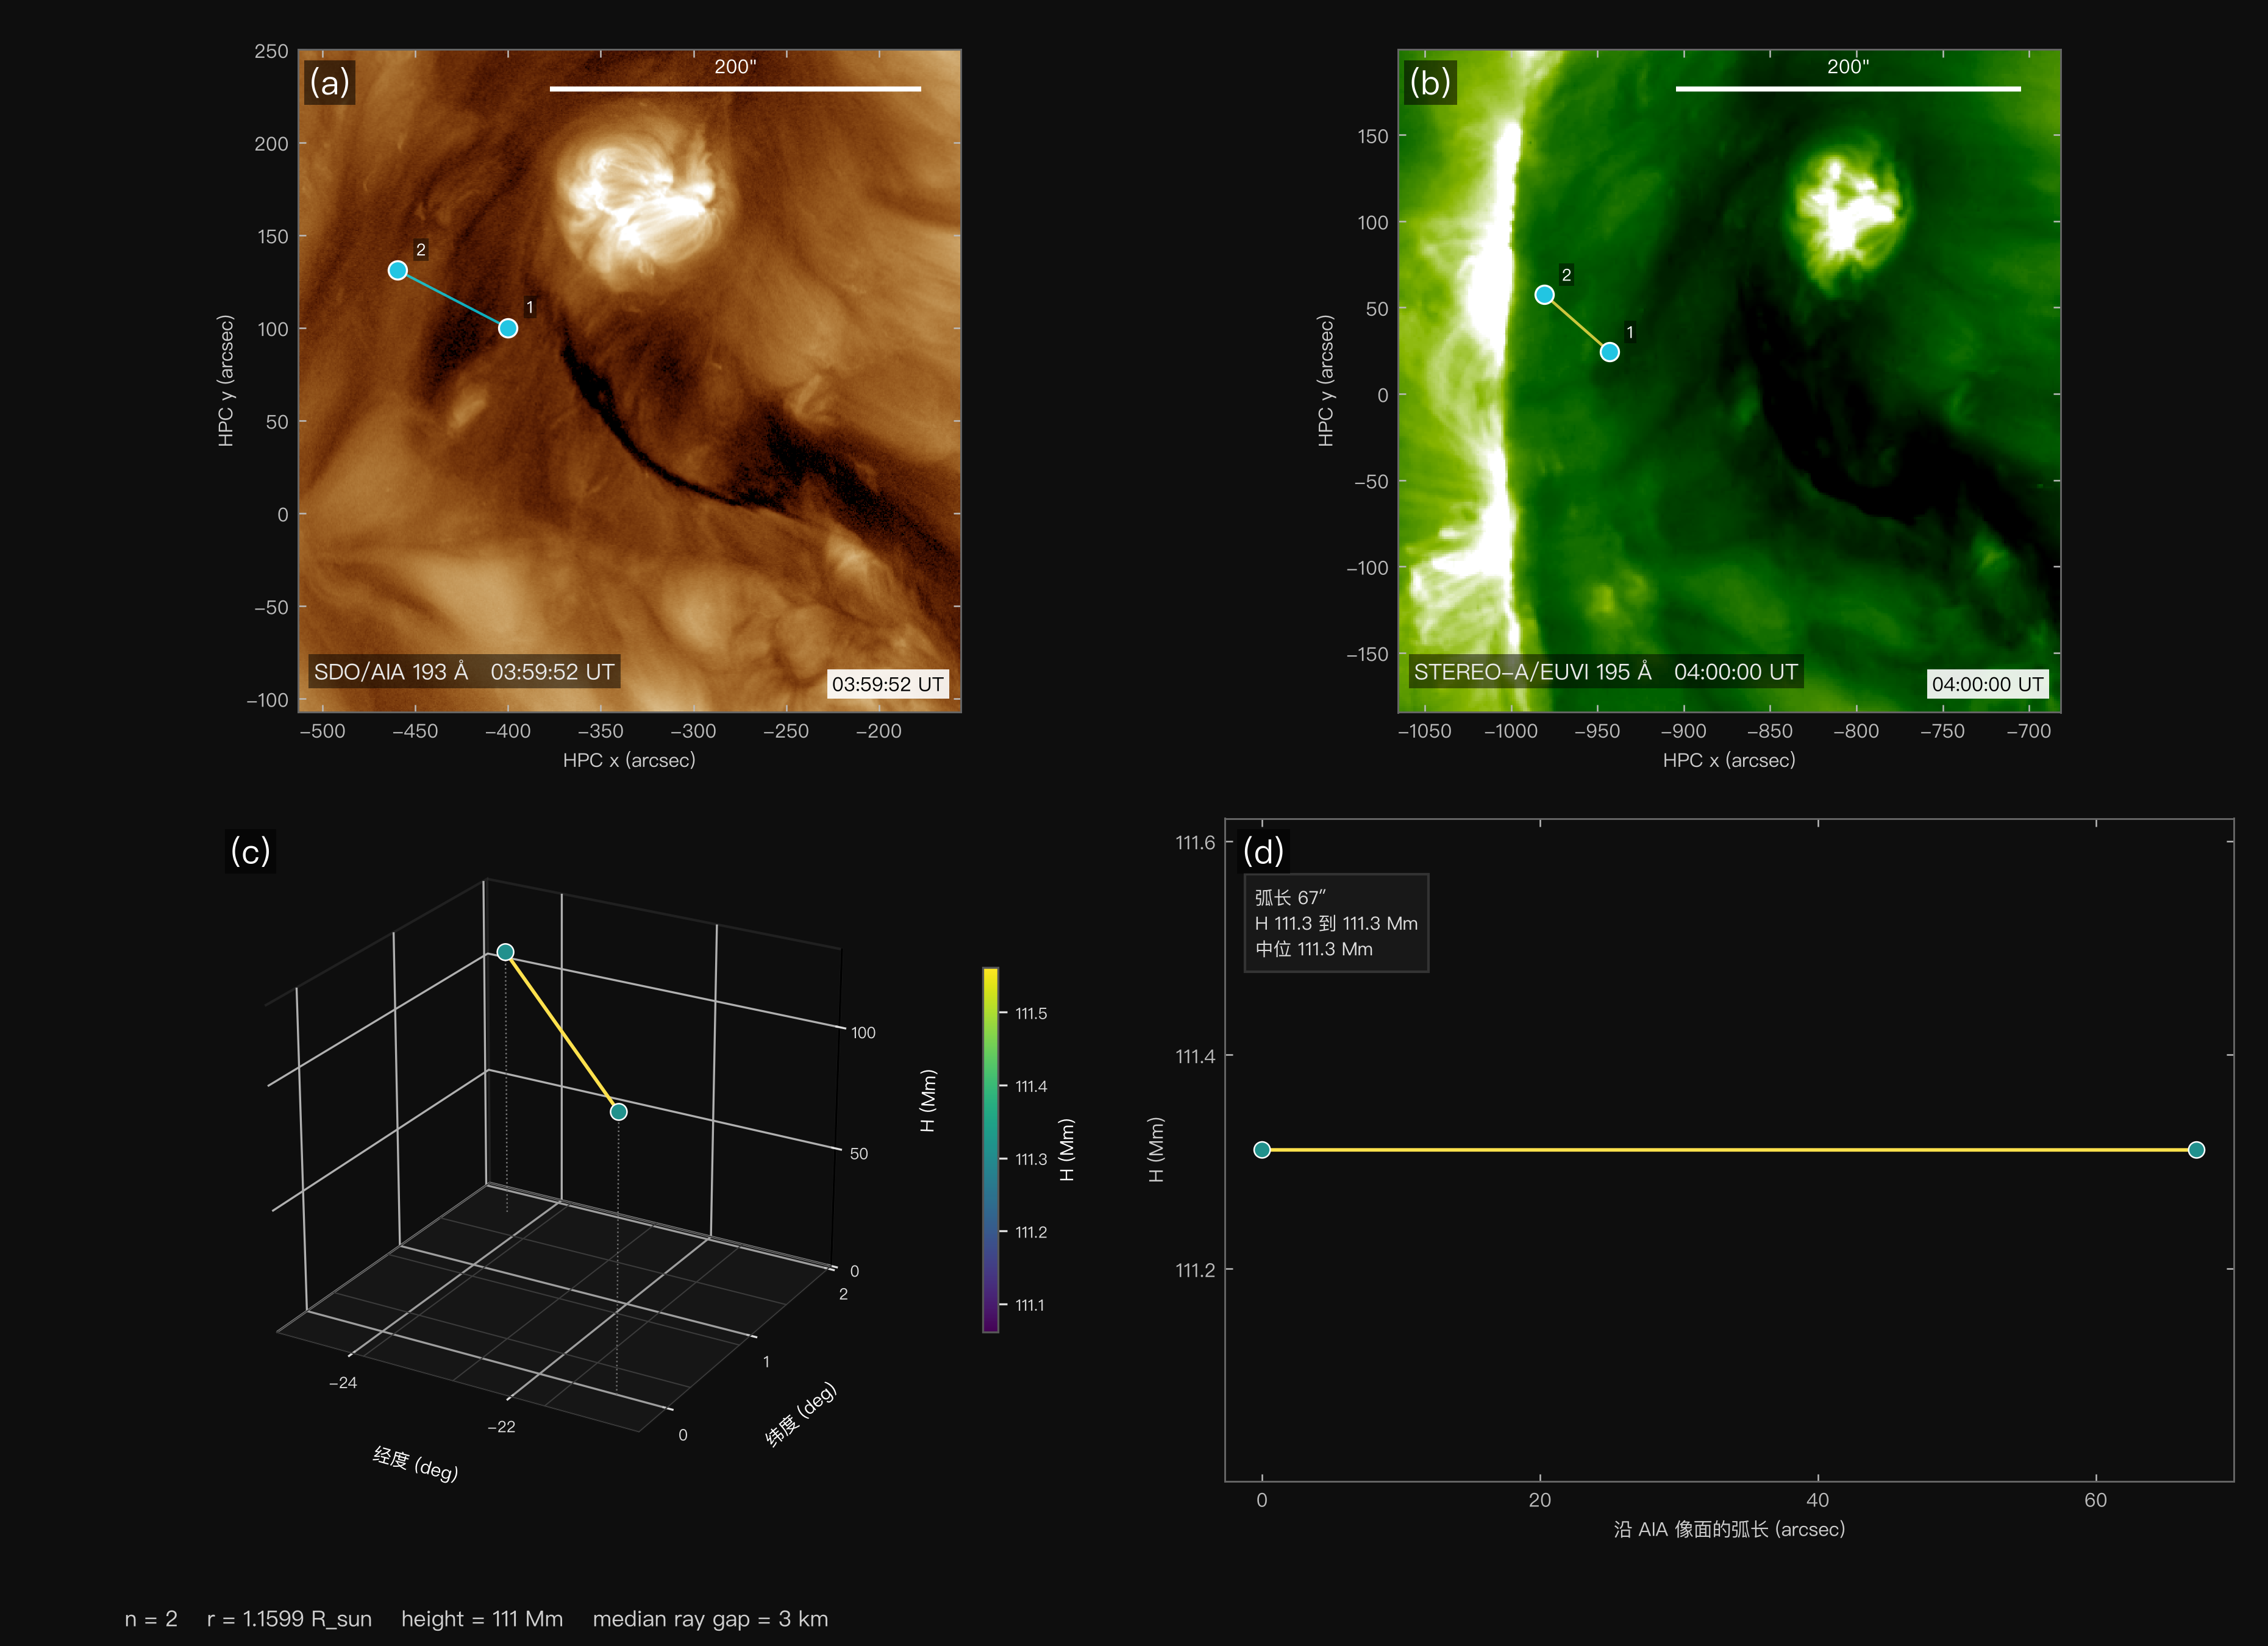 (a)
200"
250
200
150
100
50
0
−50
−100
HPC y (arcsec)
2
1
SDO/AIA 193 Å 03:59:52 UT
03:59:52 UT
−500 −450 −400 −350 −300 −250 −200
HPC x (arcsec)
(b)
200"
150
100
50
0
−50
−100
−150
HPC y (arcsec)
2
1
STEREO−A/EUVI 195 Å 04:00:00 UT
04:00:00 UT
−1050 −1000 −950 −900 −850 −800 −750 −700
HPC x (arcsec)
(c)
100
50
0
H (Mm)
2
1
0
纬度 (deg)
−24
−22
经度 (deg)
111.5
111.4
111.3
111.2
111.1
H (Mm)
(d)
弧长 67″
H 111.3 到 111.3 Mm
中位 111.3 Mm
111.6
111.4
111.2
H (Mm)
0 20 40 60
沿 AIA 像面的弧长 (arcsec)
n = 2 r = 1.1599 R_sun height = 111 Mm median ray gap = 3 km